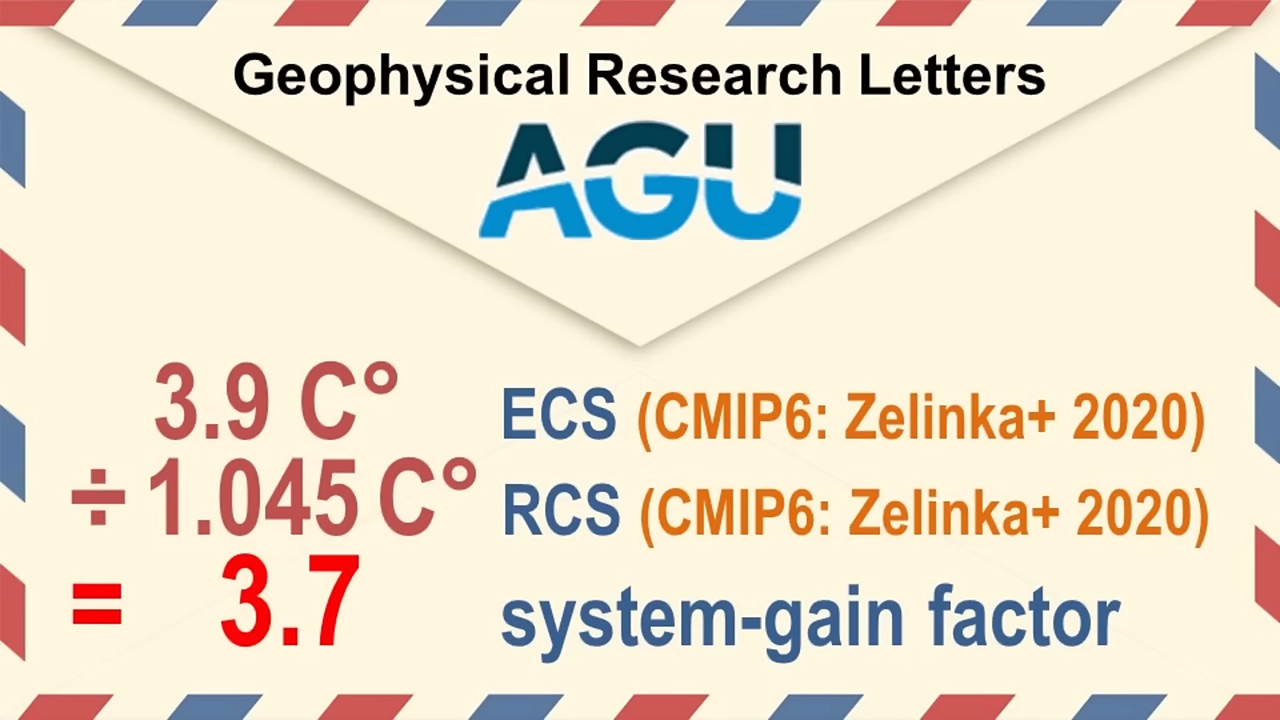 Geophysical Research Letters
AGU
3.9 C° ECS (CMIP6: Zelinka+ 2020)
÷ 1.045 C° RCS (CMIP6: Zelinka+ 2020)
= 3.7 system-gain factor